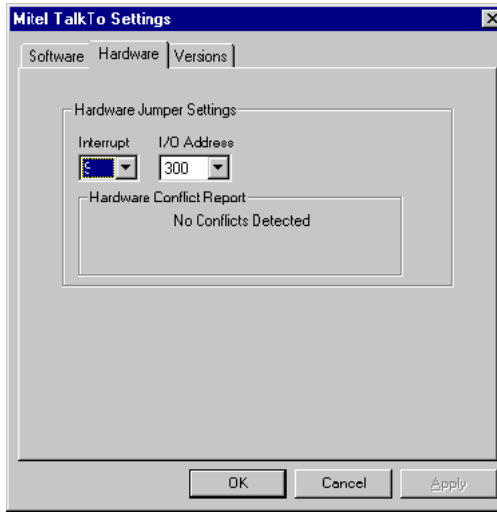 Mitel TalkTo Settings
Software Hardware Versions
Hardware Jumper Settings
Interrupt I/O Address
300
Hardware Conflict Report
No Conflicts Detected
OK Cancel Apply